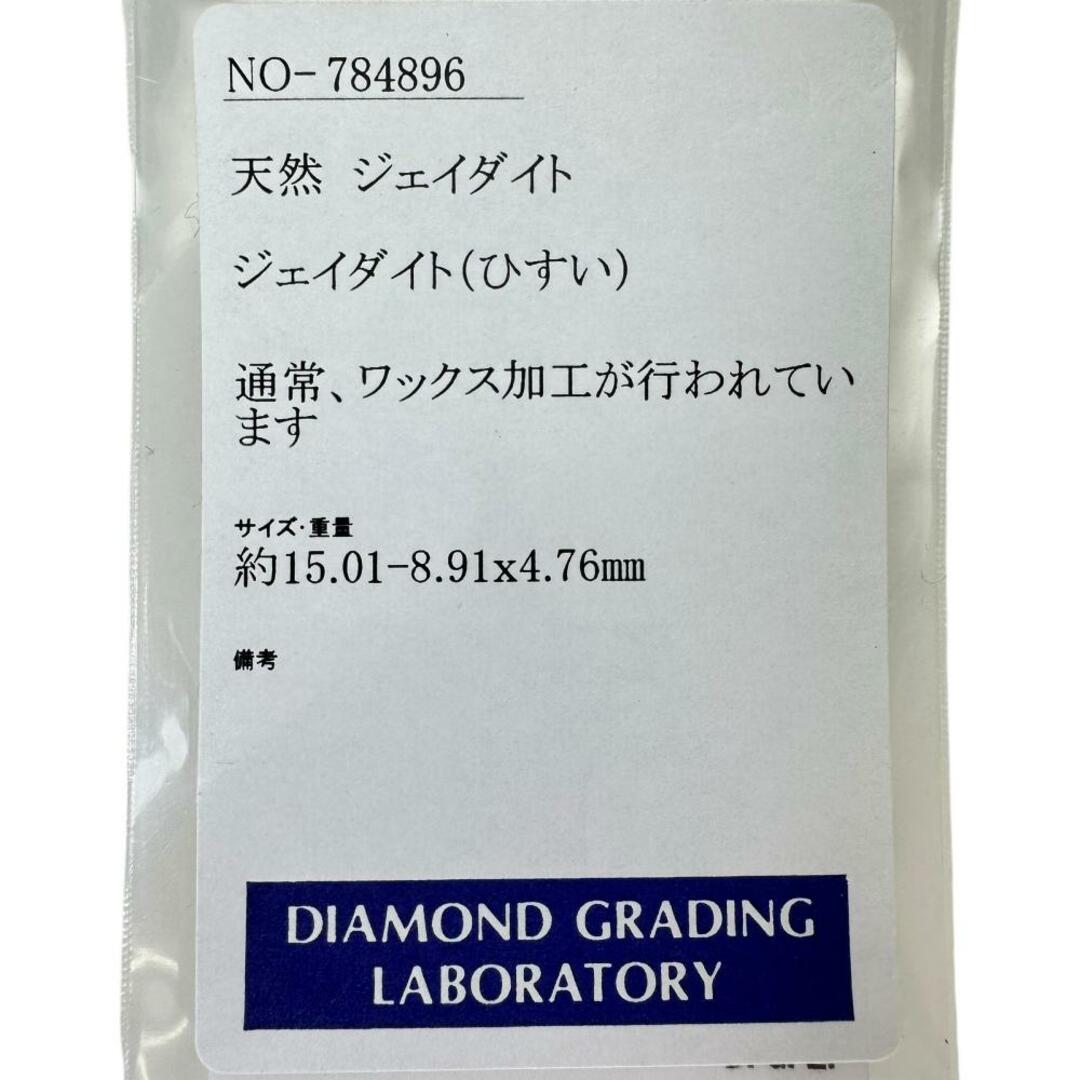 NO-784896
天然 ジェイダイト
ジェイダイト(ひすい)
通常、ワックス加工が行われてい
ます
サイズ・重量
約15.01-8.91x4.76mm
備考
DIAMOND GRADING
LABORATORY